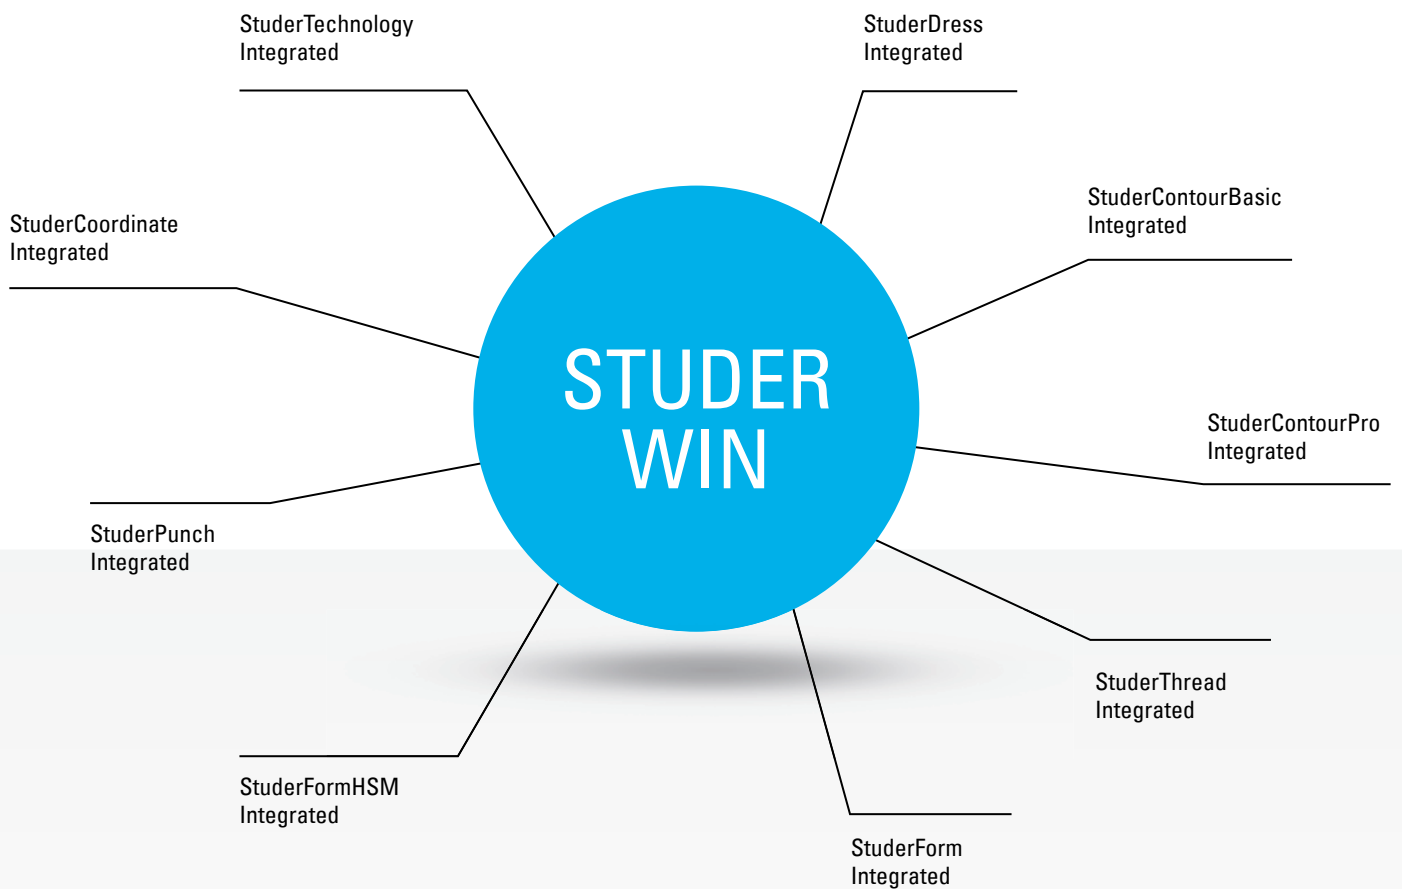 StuderTechnology
Integrated
StuderDress
Integrated
StuderContourBasic
Integrated
StuderCoordinate
Integrated
STUDER
WIN
StuderContourPro
Integrated
StuderPunch
Integrated
StuderThread
Integrated
StuderFormHSM
Integrated
StuderForm
Integrated